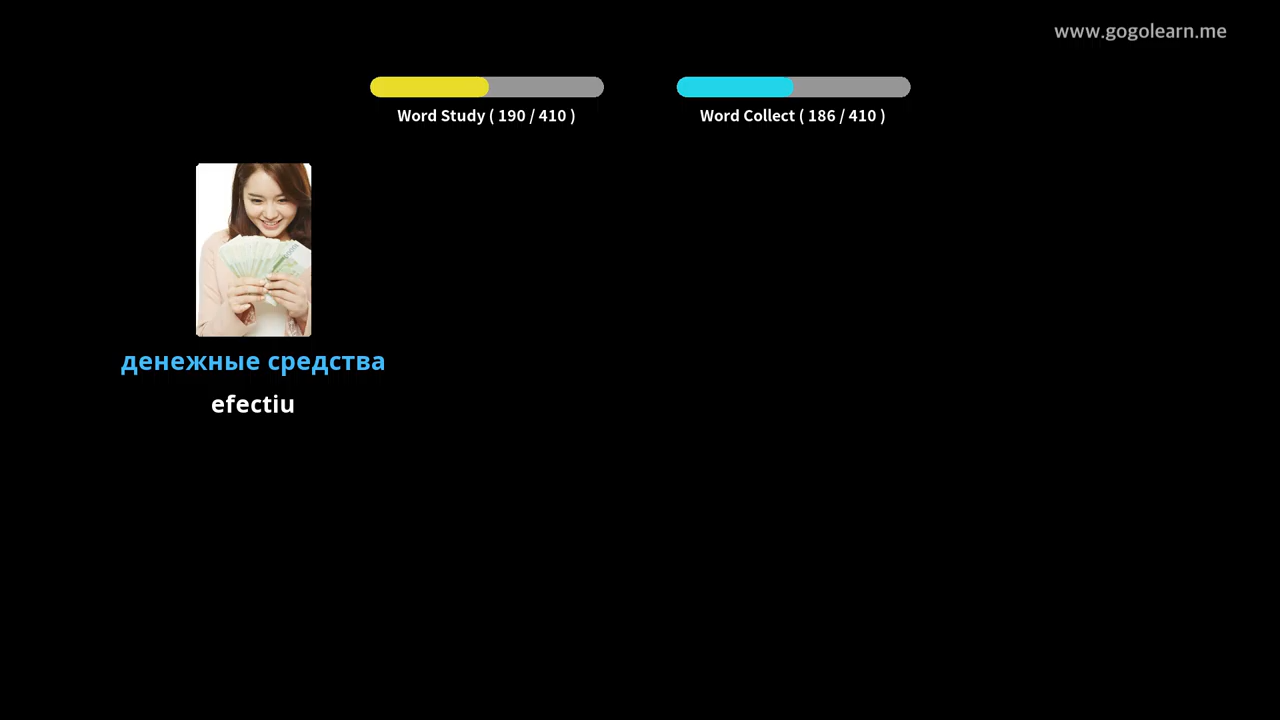 www.gogolearn.me
Word Study ( 190 / 410 )
Word Collect ( 186 / 410 )
денежные средства
efectiu